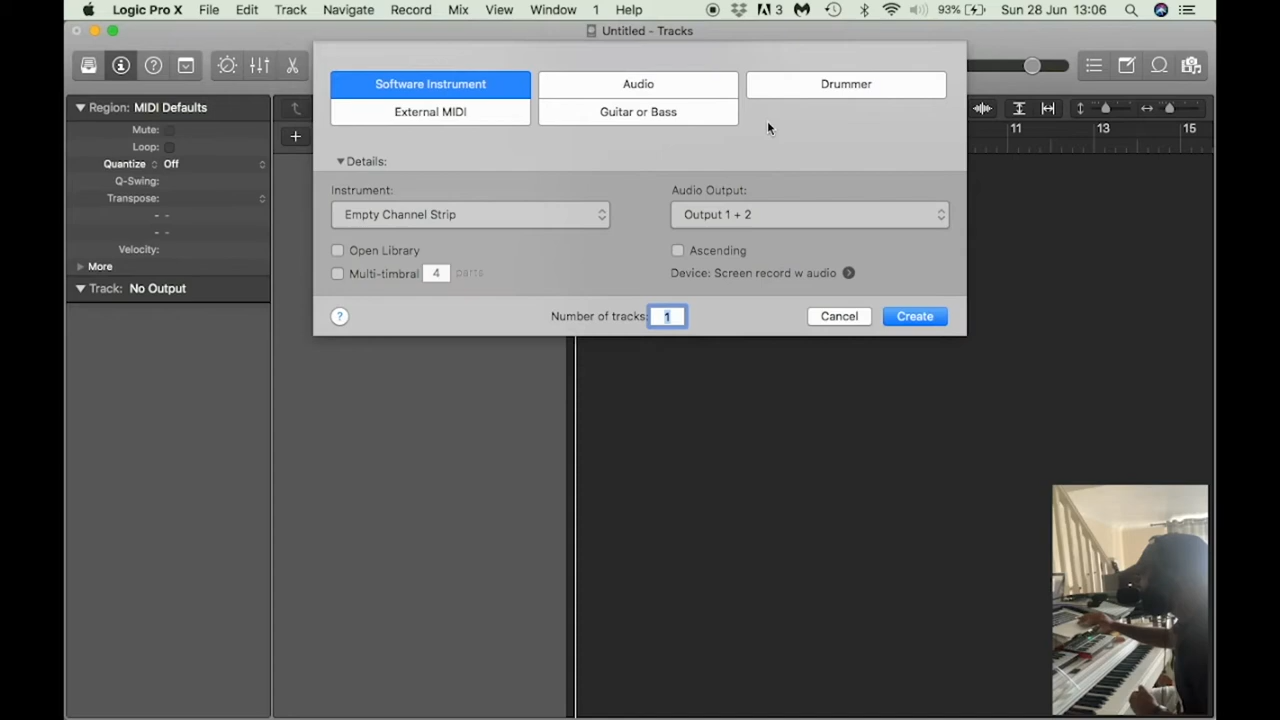 Logic Pro X File Edit Track Navigate Record Mix View Window 1 Help 3 93% Sun 28 Jun 13:06
Untitled - Tracks
Software Instrument Audio Drummer
External MIDI Guitar or Bass
Region: MIDI Defaults
Mute:
Loop:
Quantize Off
Q-Swing:
Transpose:
- -
- -
Velocity:
More
Track: No Output
11 13 15
Details:
Instrument: Audio Output:
Empty Channel Strip Output 1 + 2
Open Library Ascending
Multi-timbral 4 parts Device: Screen record w audio
? Number of tracks: 1 Cancel Create